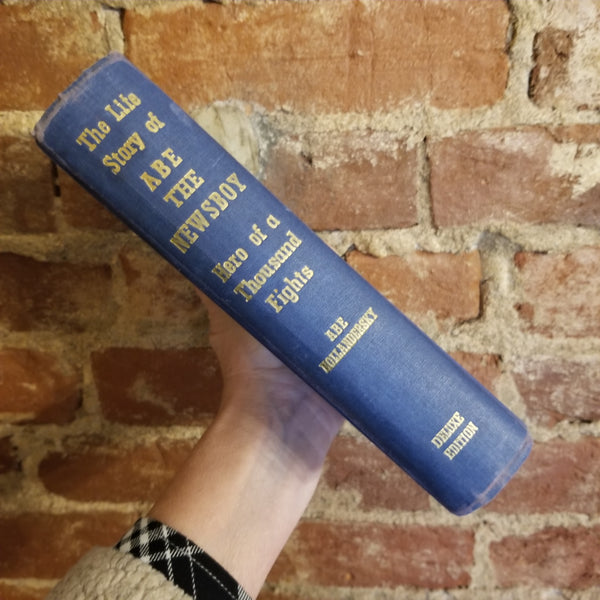 The Life
Story of
ABE
THE
NEWSBOY
Hero of a
Thousand
Fights
ABE
HOLLANDERSKY
DELUXE
EDITION